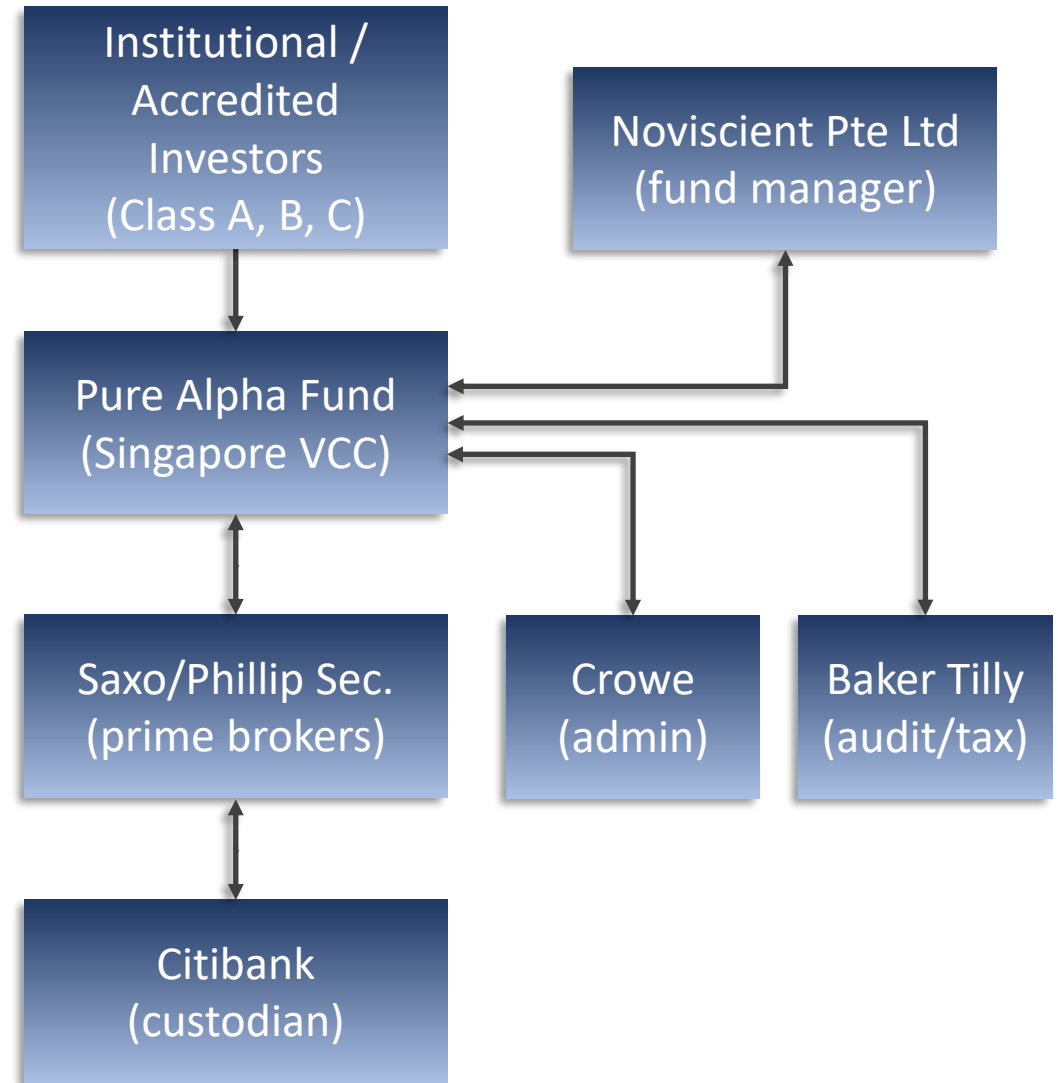 Institutional /
Accredited
Investors
(Class A, B, C)
Noviscient Pte Ltd
(fund manager)
Pure Alpha Fund
(Singapore VCC)
Saxo/Phillip Sec.
(prime brokers)
Crowe
(admin)
Baker Tilly
(audit/tax)
Citibank
(custodian)